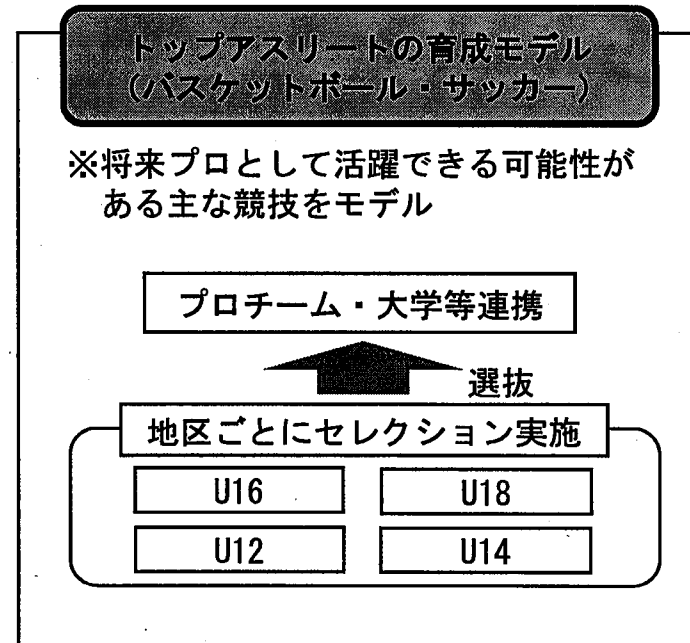 トップアスリートの育成モデル
(バスケットボール・サッカー)
※将来プロとして活躍できる可能性が
ある主な競技をモデル
プロチーム・大学等連携
選抜
地区ごとにセレクション実施
U16
U18
U12
U14